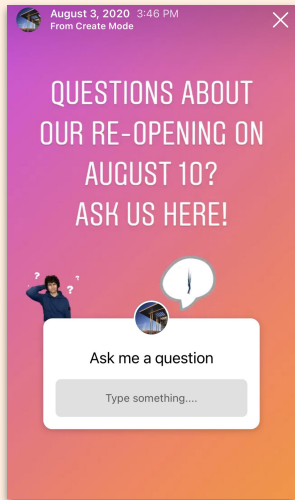 August 3, 2020 3:46 PM
From Create Mode
QUESTIONS ABOUT
OUR RE-OPENING ON
AUGUST 10?
ASK US HERE!
? ?
?
Ask me a question
Type something....